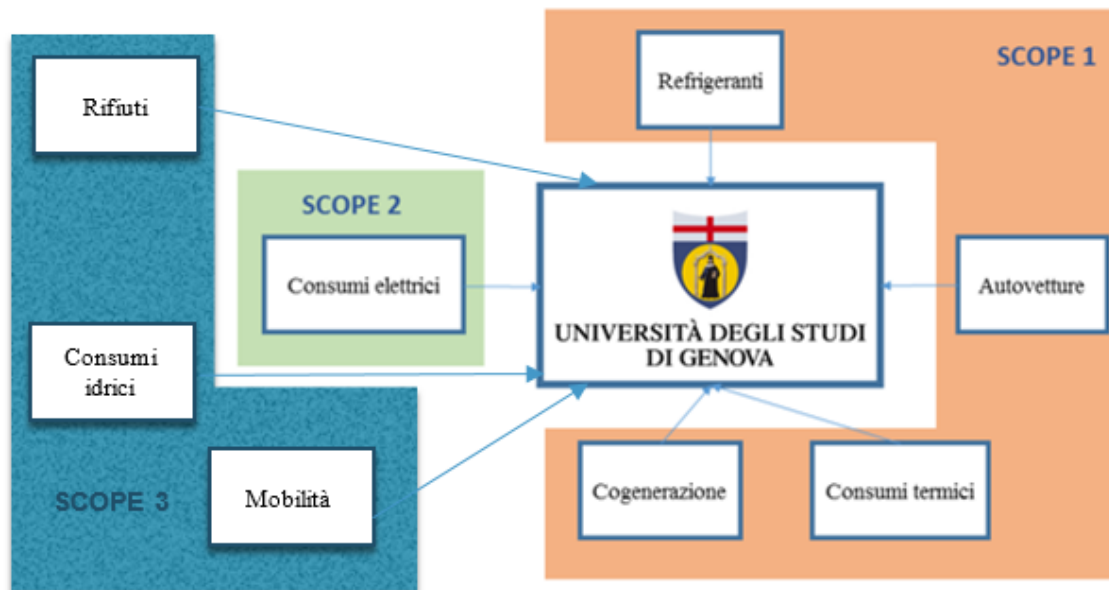 SCOPE 1
Refrigeranti
Rifiuti
SCOPE 2
Consumi elettrici
UNIVERSITÀ DEGLI STUDI
DI GENOVA
Autovetture
Consumi
idrici
SCOPE 3
Mobilità
Cogenerazione
Consumi termici